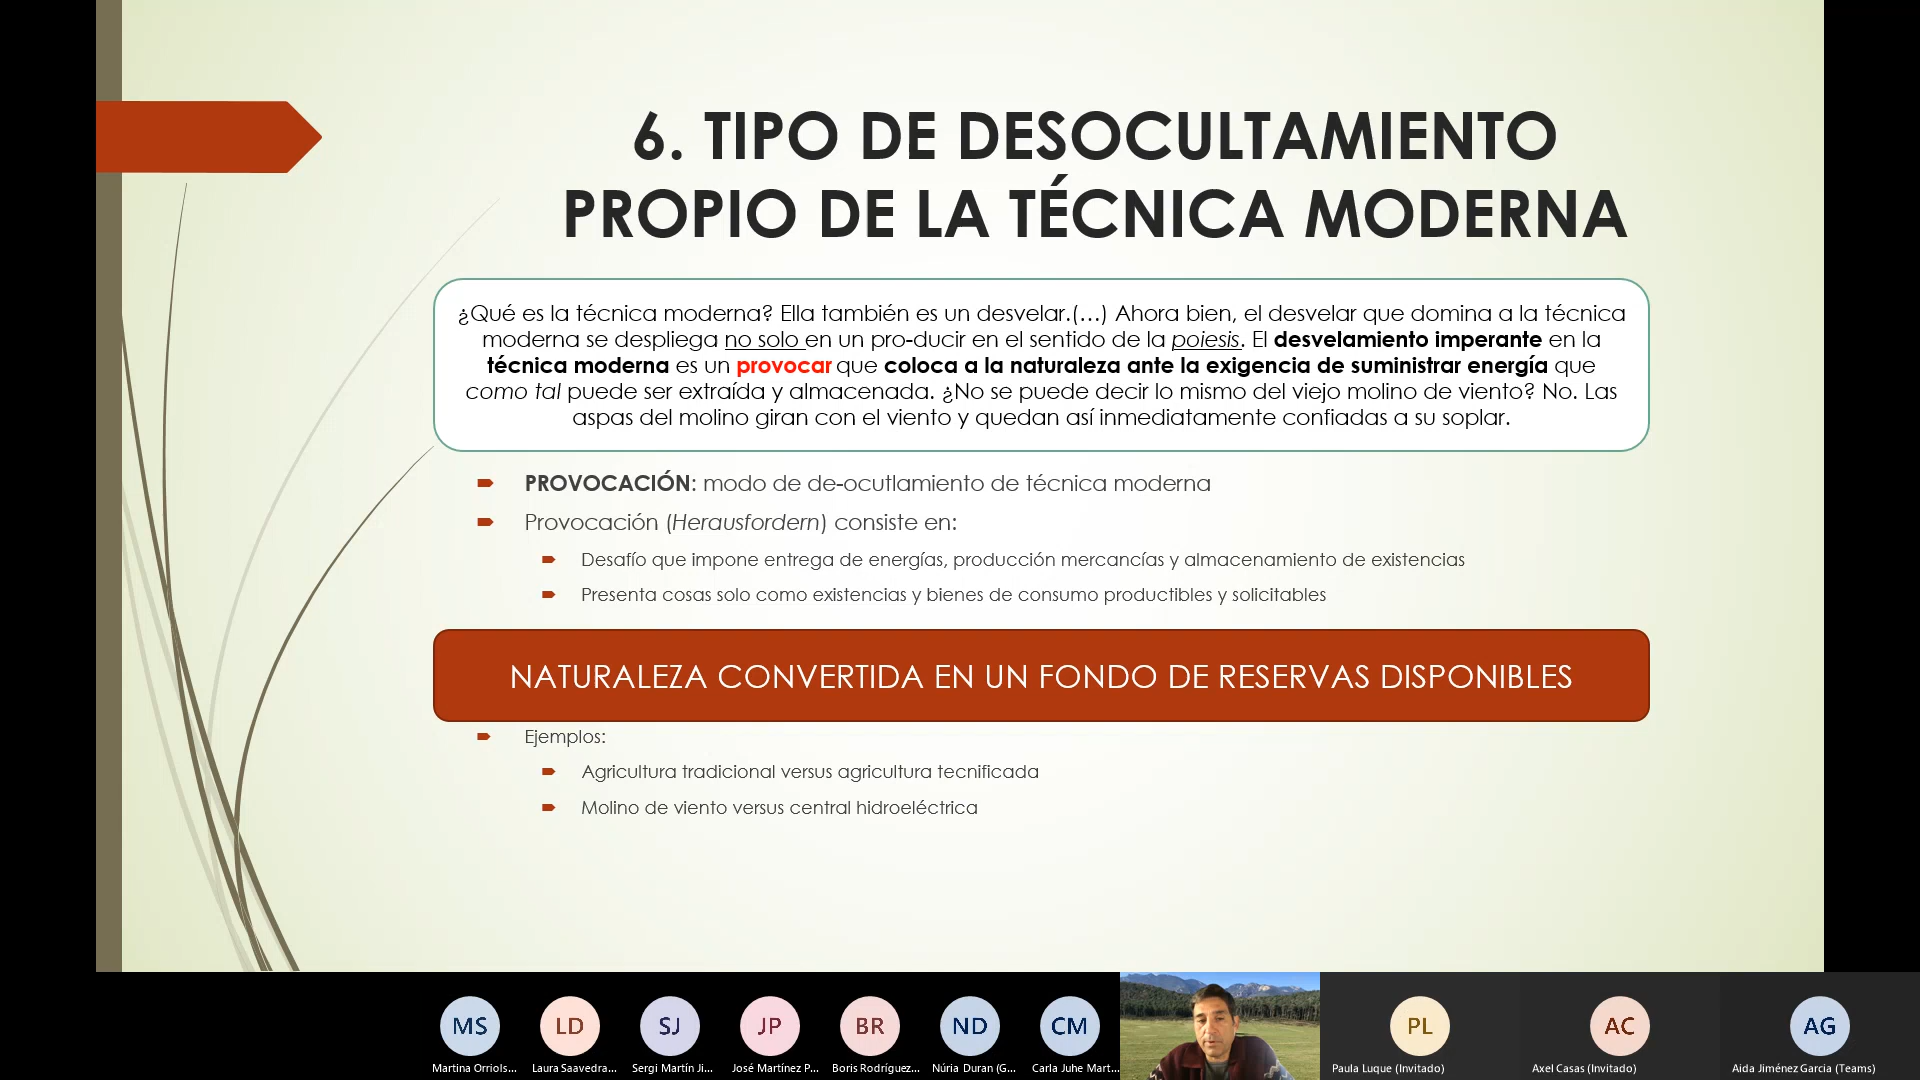 6. TIPO DE DESOCULTAMIENTO
PROPIO DE LA TÉCNICA MODERNA
¿Qué es la técnica moderna? Ella también es un desvelar.(…) Ahora bien, el desvelar que domina a la técnica
moderna se despliega no solo en un pro-ducir en el sentido de la poiesis. El desvelamiento imperante en la
técnica moderna es un provocar que coloca a la naturaleza ante la exigencia de suministrar energía que
como tal puede ser extraída y almacenada. ¿No se puede decir lo mismo del viejo molino de viento? No. Las
aspas del molino giran con el viento y quedan así inmediatamente confiadas a su soplar.
PROVOCACIÓN: modo de de-ocutlamiento de técnica moderna
Provocación (Herausfordern) consiste en:
Desafío que impone entrega de energías, producción mercancías y almacenamiento de existencias
Presenta cosas solo como existencias y bienes de consumo productibles y solicitables
NATURALEZA CONVERTIDA EN UN FONDO DE RESERVAS DISPONIBLES
Ejemplos:
Agricultura tradicional versus agricultura tecnificada
Molino de viento versus central hidroeléctrica
MS LD SJ JP BR ND CM PL AC AG
Martina Orriols... Laura Saavedra... Sergi Martín Ji... José Martínez P... Boris Rodríguez... Núria Duran (G... Carla Juhe Mart... Paula Luque (Invitado) Axel Casas (Invitado) Aida Jiménez Garcia (Teams)